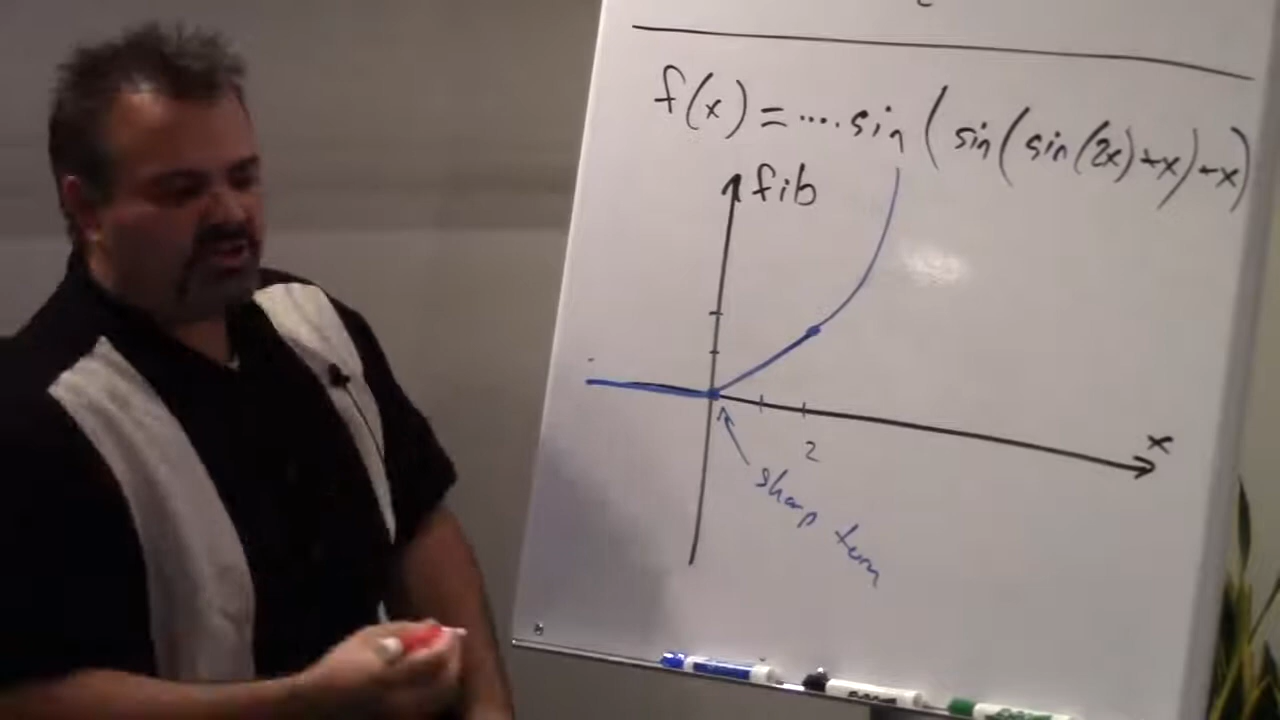 f(x) = ....sin (sin(sin(2x)+x)+x)
fib
x
2
sharp turn